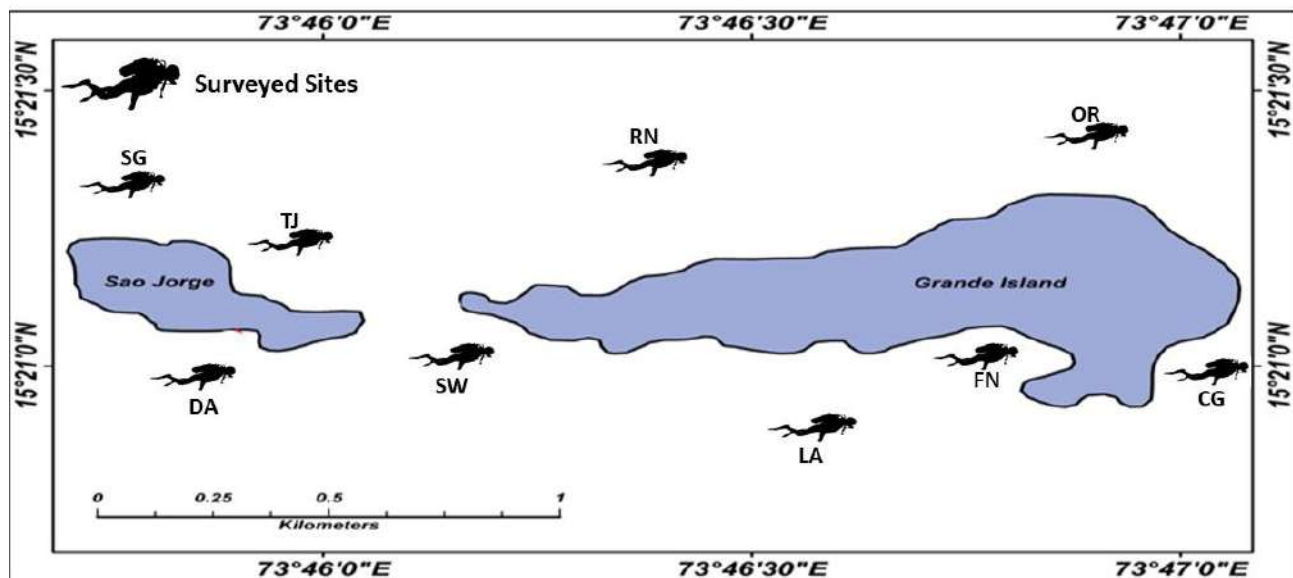 73°46'0"E 73°46'30"E 73°47'0"E
15°21'30"N 15°21'30"N
Surveyed Sites
OR
RN
SG
TJ
Sao Jorge
Grande Island
15°21'0"N 15°21'0"N
SW
FN
DA
CG
LA
0 0.25 0.5 1
Kilometers
73°46'0"E 73°46'30"E 73°47'0"E